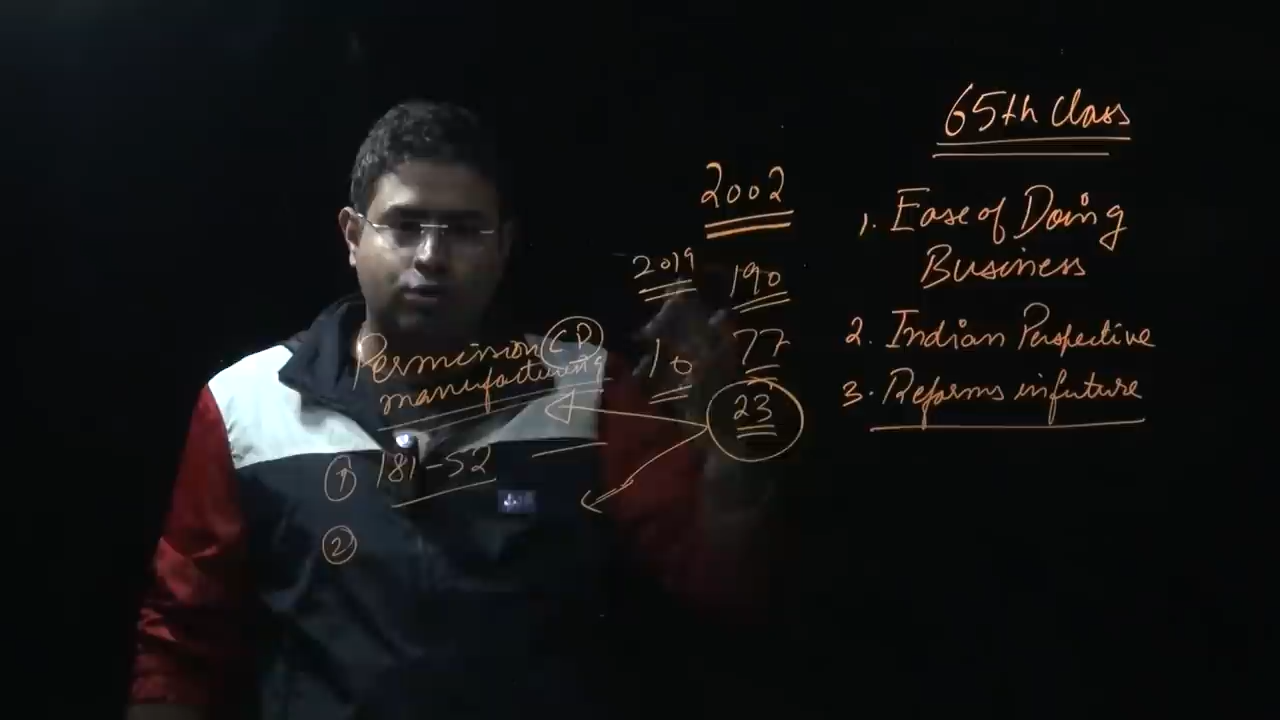 65th Class
2002
1. Ease of Doing
Business
2019 190
2. Indian Perspective
Permission CP
manufacturing
10 77
3. Reforms in future
23
1 181-52
2